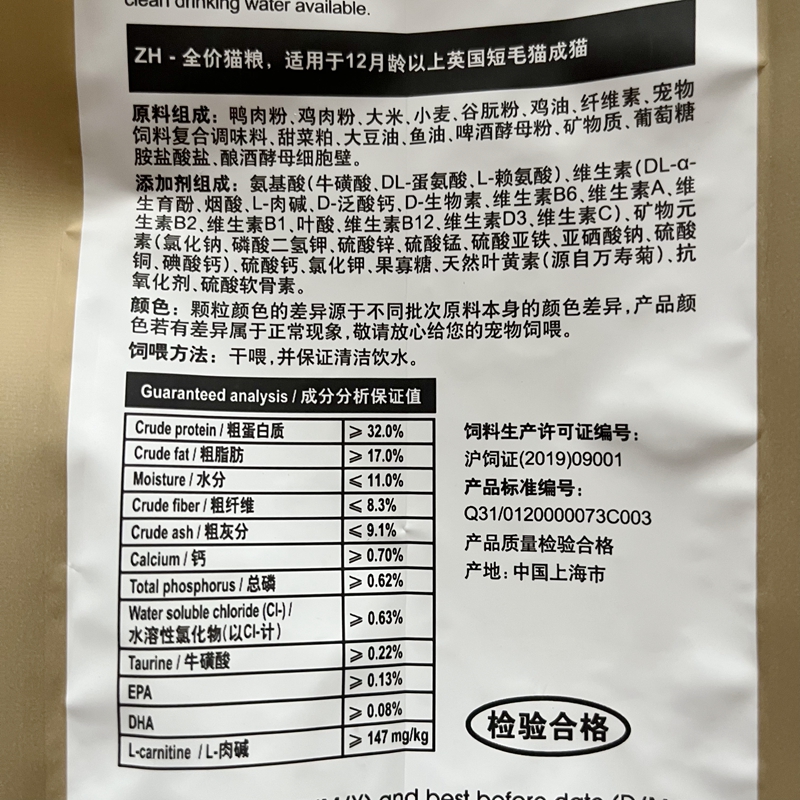 clean drinking water available.
ZH - 全价猫粮，适用于12月龄以上英国短毛猫成猫
原料组成：鸭肉粉、鸡肉粉、大米、小麦、谷朊粉、鸡油、纤维素、宠物
饲料复合调味料、甜菜粕、大豆油、鱼油、啤酒酵母粉、矿物质、葡萄糖
胺盐酸盐、酿酒酵母细胞壁。
添加剂组成：氨基酸(牛磺酸、DL-蛋氨酸、L-赖氨酸)、维生素(DL-α-
生育酚、烟酸、L-肉碱、D-泛酸钙、D-生物素、维生素B6、维生素A、维
生素B2、维生素B1、叶酸、维生素B12、维生素D3、维生素C)、矿物元
素(氯化钠、磷酸二氢钾、硫酸锌、硫酸锰、硫酸亚铁、亚硒酸钠、硫酸
铜、碘酸钙)、硫酸钙、氯化钾、果寡糖、天然叶黄素(源自万寿菊)、抗
氧化剂、硫酸软骨素。
颜色：颗粒颜色的差异源于不同批次原料本身的颜色差异，产品颜
色若有差异属于正常现象，敬请放心给您的宠物饲喂。
饲喂方法：干喂，并保证清洁饮水。
Guaranteed analysis / 成分分析保证值
Crude protein / 粗蛋白质 ⩾ 32.0%
Crude fat / 粗脂肪 ⩾ 17.0%
Moisture / 水分 ⩽ 11.0%
Crude fiber / 粗纤维 ⩽ 8.3%
Crude ash / 粗灰分 ⩽ 9.1%
Calcium / 钙 ⩾ 0.70%
Total phosphorus / 总磷 ⩾ 0.62%
Water soluble chloride (Cl-) /
水溶性氯化物(以Cl-计) ⩾ 0.63%
Taurine / 牛磺酸 ⩾ 0.22%
EPA ⩾ 0.13%
DHA ⩾ 0.08%
L-carnitine / L-肉碱 ⩾ 147 mg/kg
饲料生产许可证编号：
沪饲证(2019)09001
产品标准编号：
Q31/0120000073C003
产品质量检验合格
产地：中国上海市
检验合格
and best before date